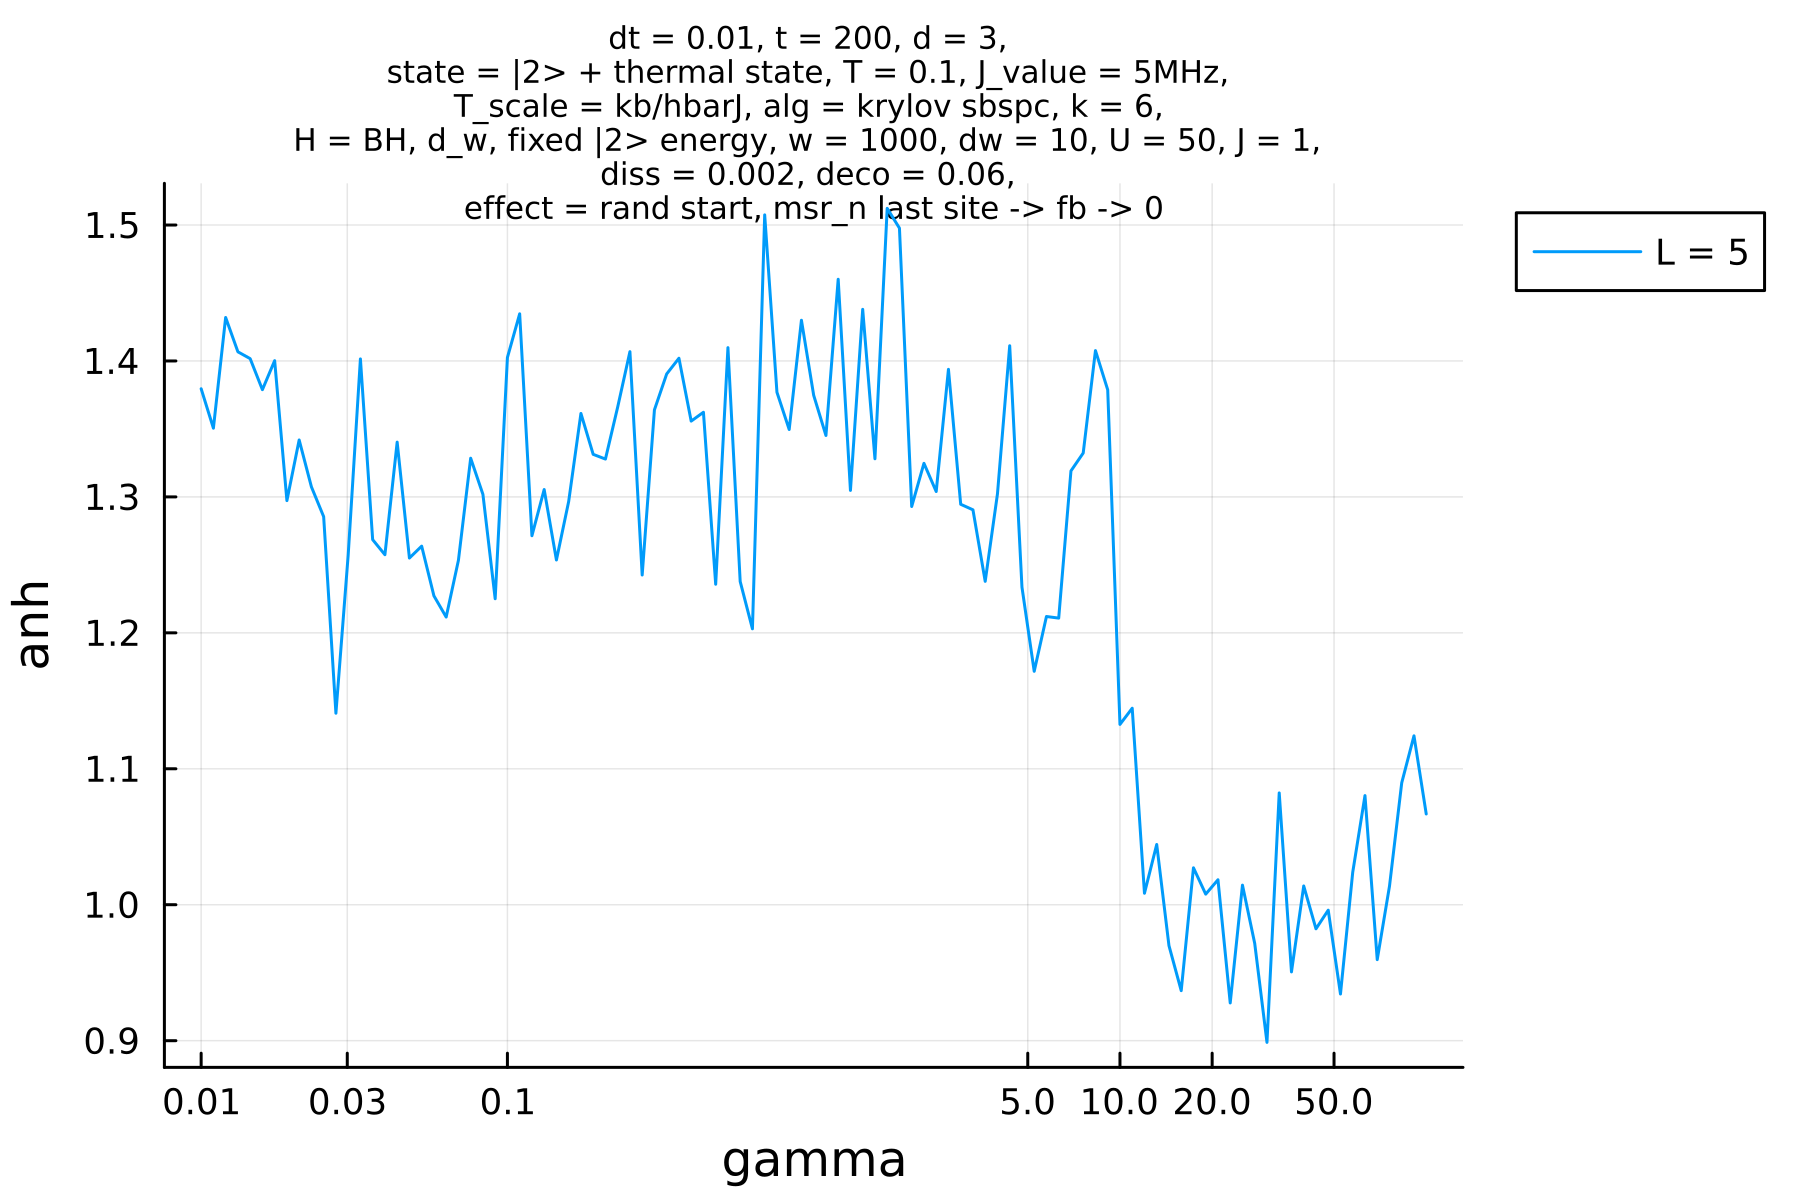 dt = 0.01, t = 200, d = 3,
state = |2> + thermal state, T = 0.1, J_value = 5MHz,
T_scale = kb/hbarJ, alg = krylov sbspc, k = 6,
H = BH, d_w, fixed |2> energy, w = 1000, dw = 10, U = 50, J = 1,
diss = 0.002, deco = 0.06,
effect = rand start, msr_n last site -> fb -> 0
L = 5
1.5
1.4
1.3
1.2
1.1
1.0
0.9
anh
0.01 0.03 0.1 5.0 10.0 20.0 50.0
gamma